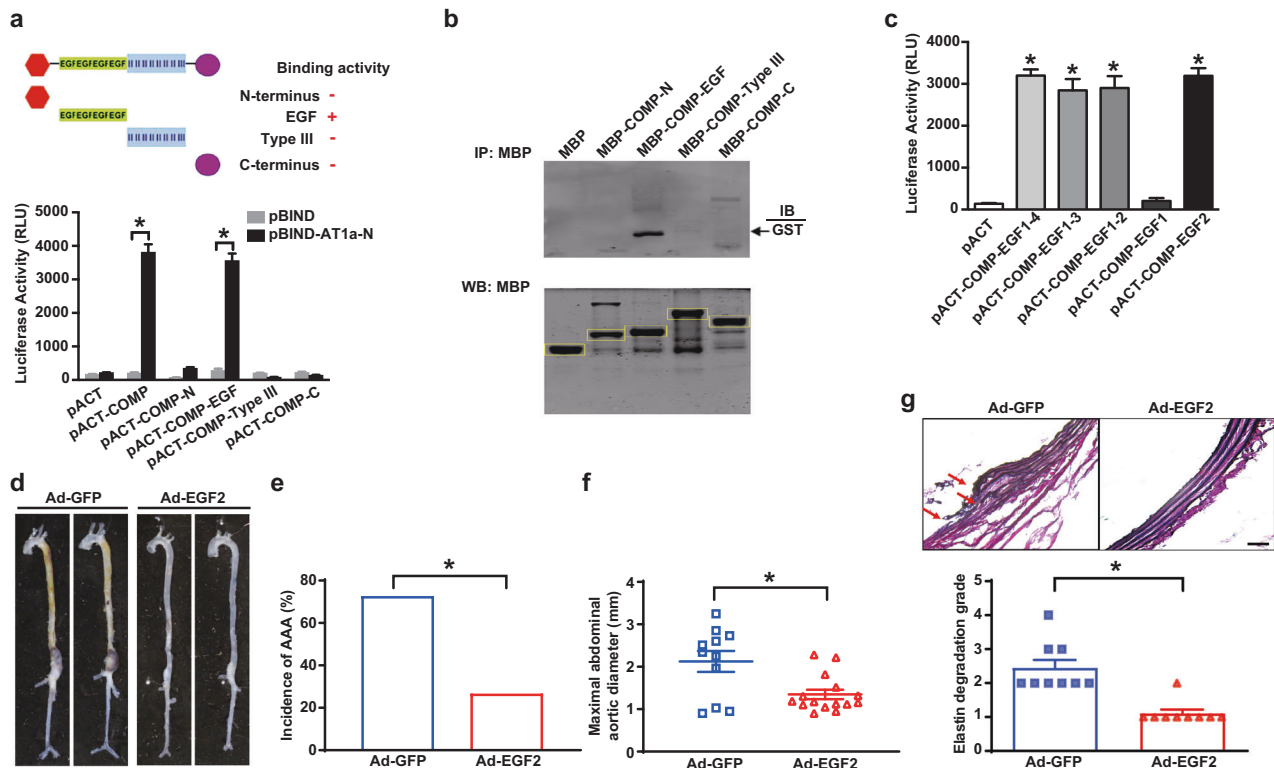 a
EGFEGFEGFEGF
Binding activity
N-terminus -
EGFEGFEGFEGF
EGF +
Type III -
C-terminus -
Luciferase Activity (RLU)
5000
4000
3000
2000
1000
0
pBIND
pBIND-AT1a-N
*
*
pACT
pACT-COMP
pACT-COMP-N
pACT-COMP-EGF
pACT-COMP-Type III
pACT-COMP-C
b
MBP
MBP-COMP-N
MBP-COMP-EGF
MBP-COMP-Type III
MBP-COMP-C
IP: MBP
IB
GST
WB: MBP
c
Luciferase Activity (RLU)
4000
3000
2000
1000
0
* * * *
pACT
pACT-COMP-EGF1-4
pACT-COMP-EGF1-3
pACT-COMP-EGF1-2
pACT-COMP-EGF1
pACT-COMP-EGF2
d
Ad-GFP Ad-EGF2
e
Incidence of AAA (%)
80
60
40
20
0
*
Ad-GFP Ad-EGF2
f
Maximal abdominal
aortic diameter (mm)
4
3
2
1
0
*
Ad-GFP Ad-EGF2
g
Ad-GFP Ad-EGF2
Elastin degradation grade
5
4
3
2
1
0
*
Ad-GFP Ad-EGF2